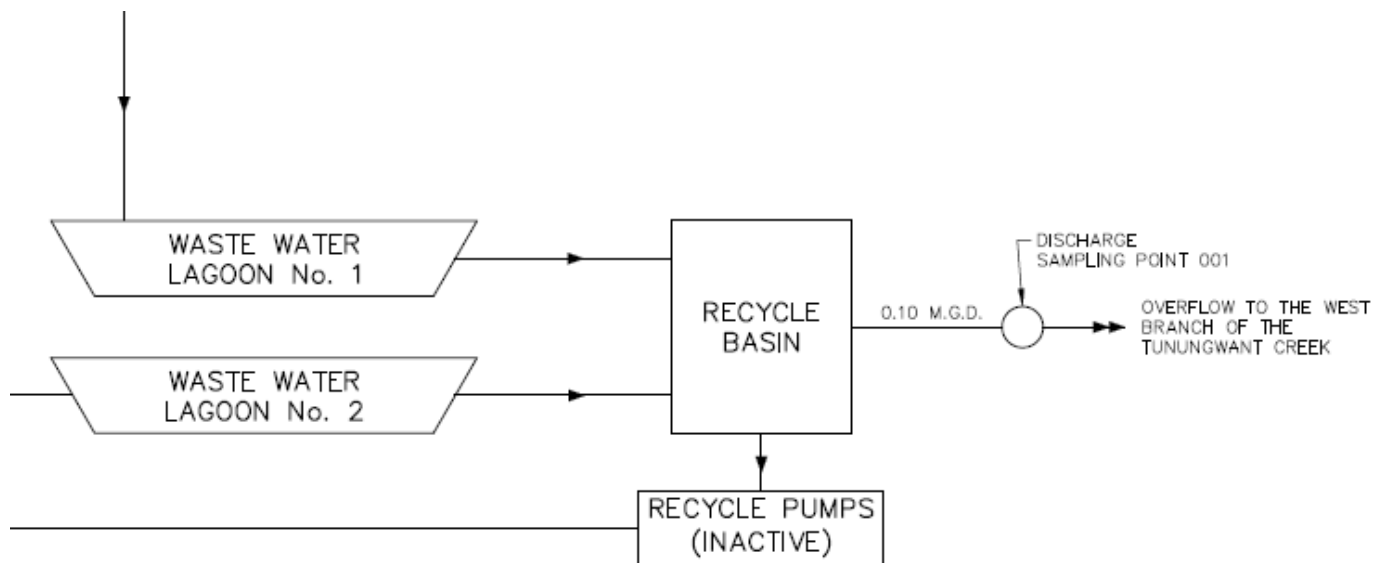 WASTE WATER
LAGOON No. 1
WASTE WATER
LAGOON No. 2
RECYCLE
BASIN
RECYCLE PUMPS
(INACTIVE)
0.10 M.G.D.
DISCHARGE
SAMPLING POINT 001
OVERFLOW TO THE WEST
BRANCH OF THE
TUNUNGWANT CREEK